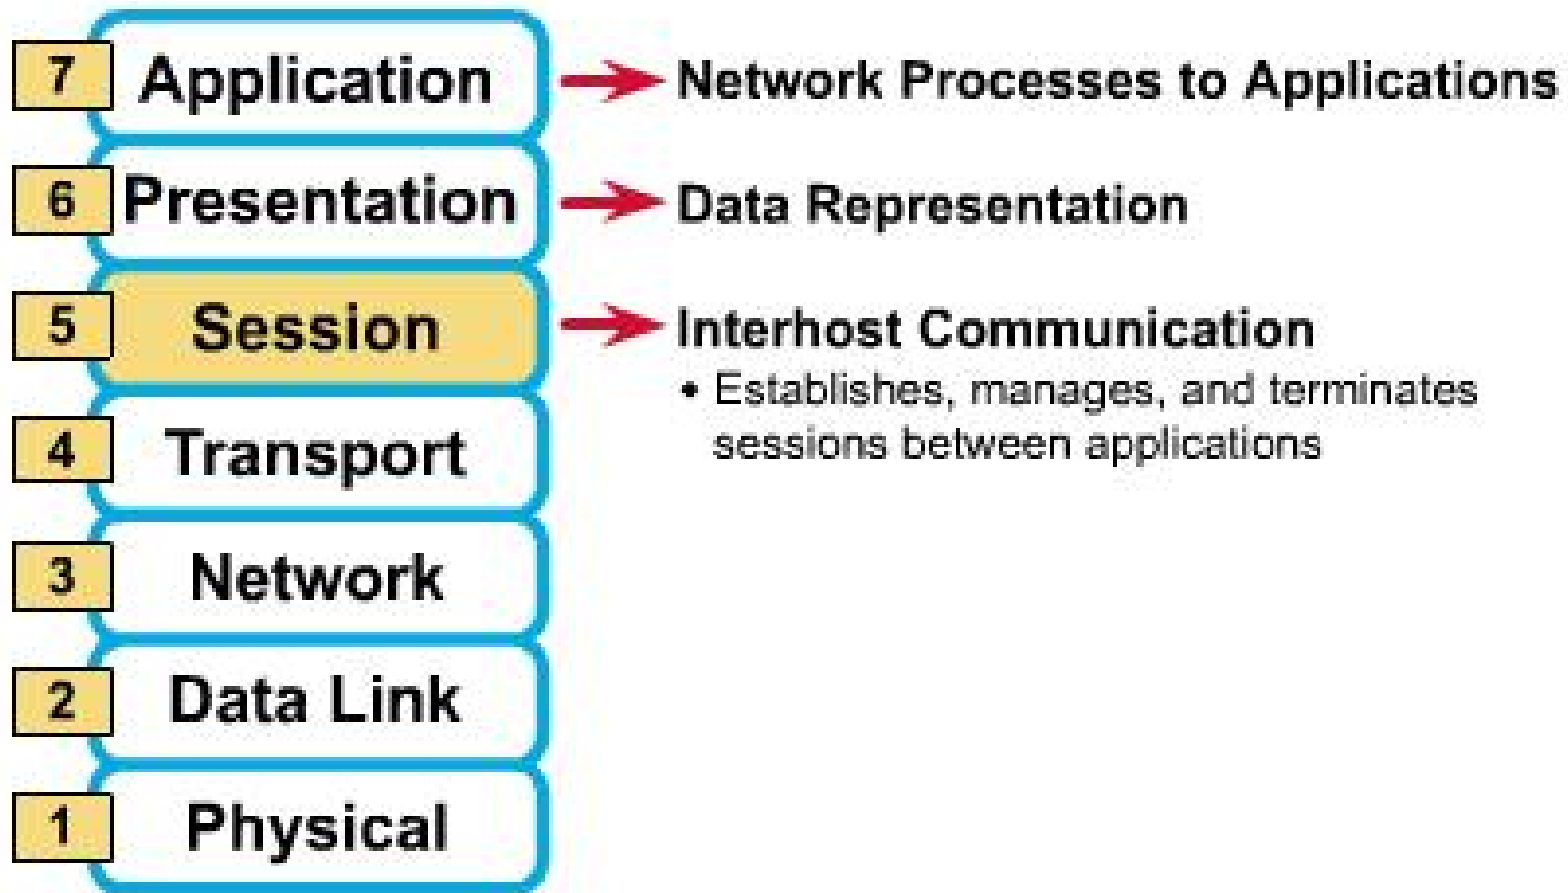 7 Application → Network Processes to Applications
6 Presentation → Data Representation
5 Session → Interhost Communication
• Establishes, manages, and terminates
sessions between applications
4 Transport
3 Network
2 Data Link
1 Physical